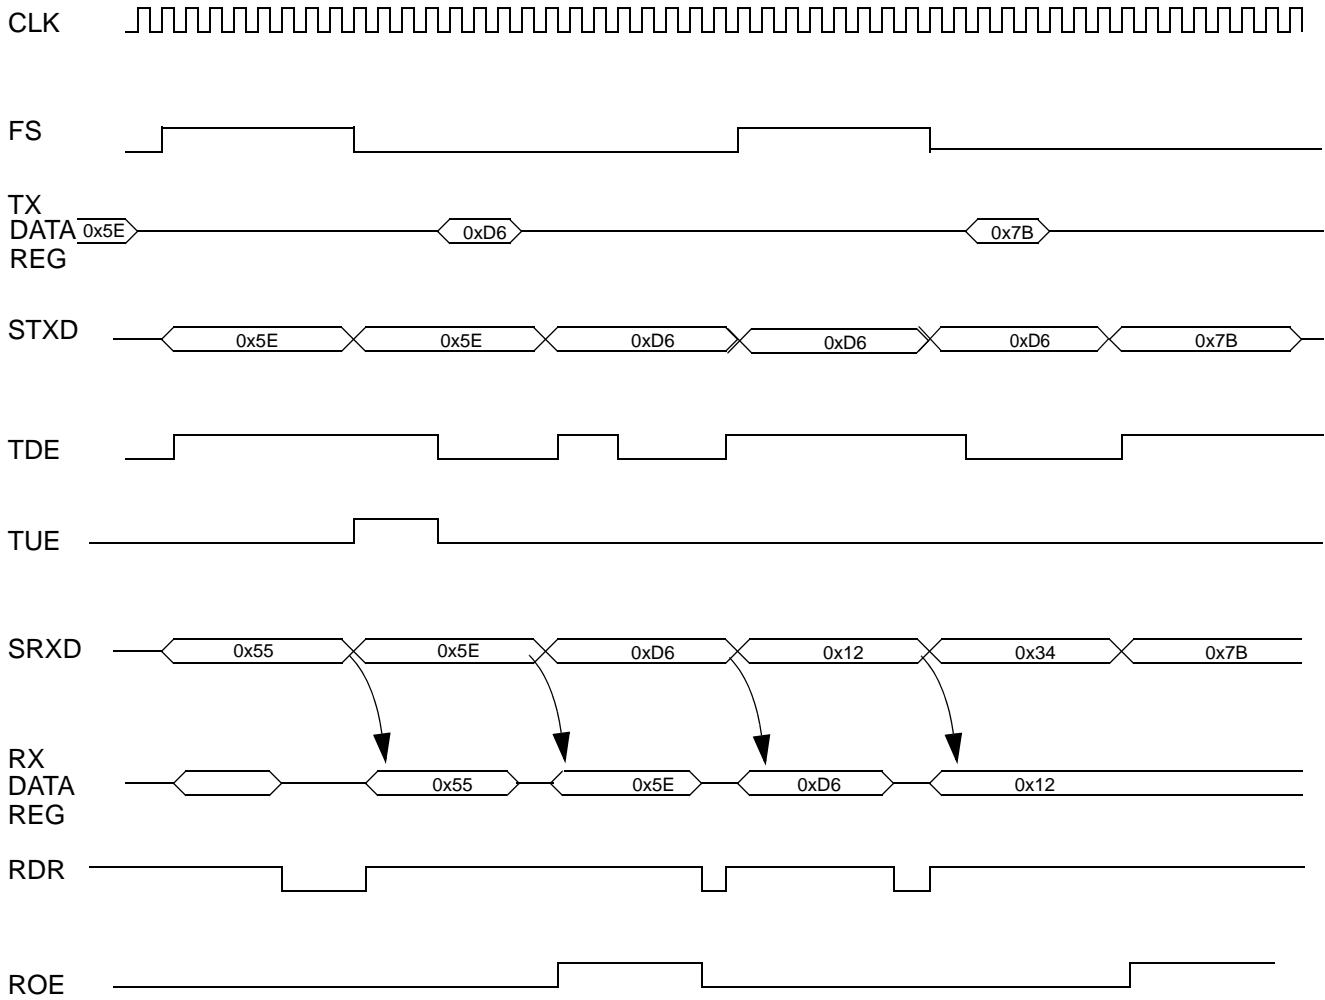 CLK
FS
TX
DATA 0x5E 0xD6 0x7B
REG
STXD 0x5E 0x5E 0xD6 0xD6 0xD6 0x7B
TDE
TUE
SRXD 0x55 0x5E 0xD6 0x12 0x34 0x7B
RX
DATA 0x55 0x5E 0xD6 0x12
REG
RDR
ROE